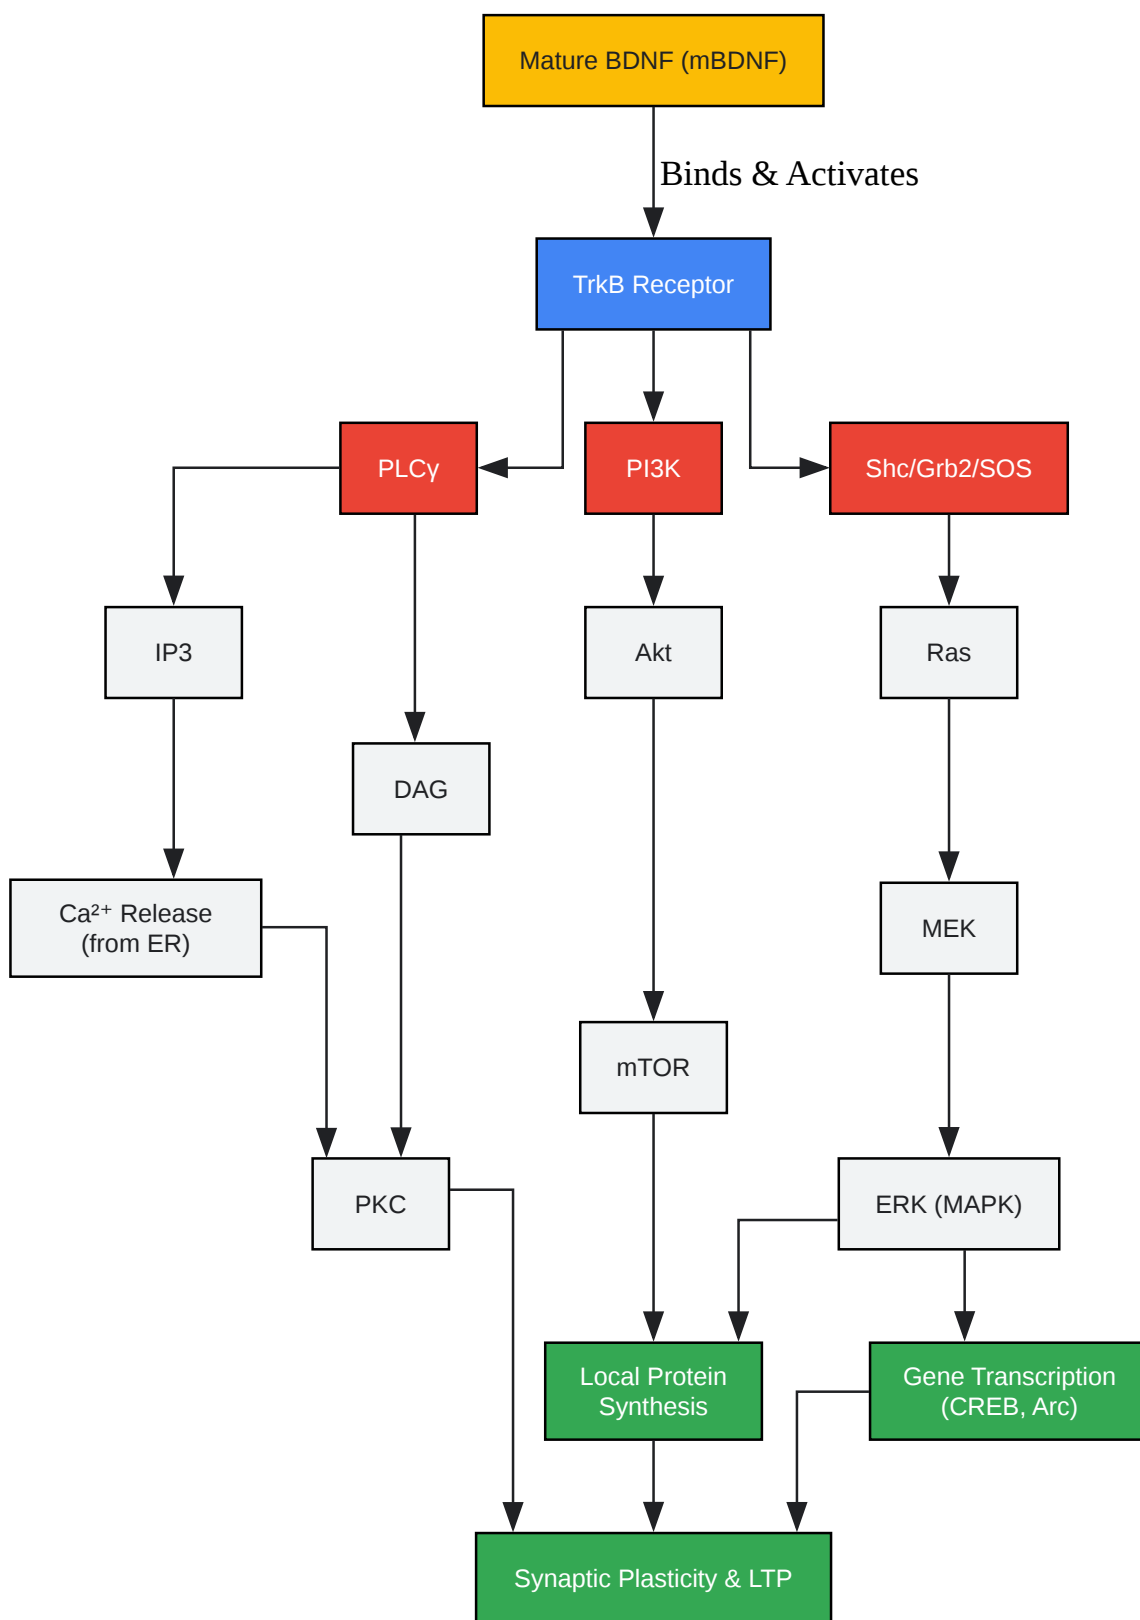 Mature BDNF (mBDNF)
Binds & Activates
TrkB Receptor
PLCγ
PI3K
Shc/Grb2/SOS
IP3
Akt
Ras
DAG
Ca²⁺ Release
(from ER)
MEK
mTOR
PKC
ERK (MAPK)
Local Protein
Synthesis
Gene Transcription
(CREB, Arc)
Synaptic Plasticity & LTP